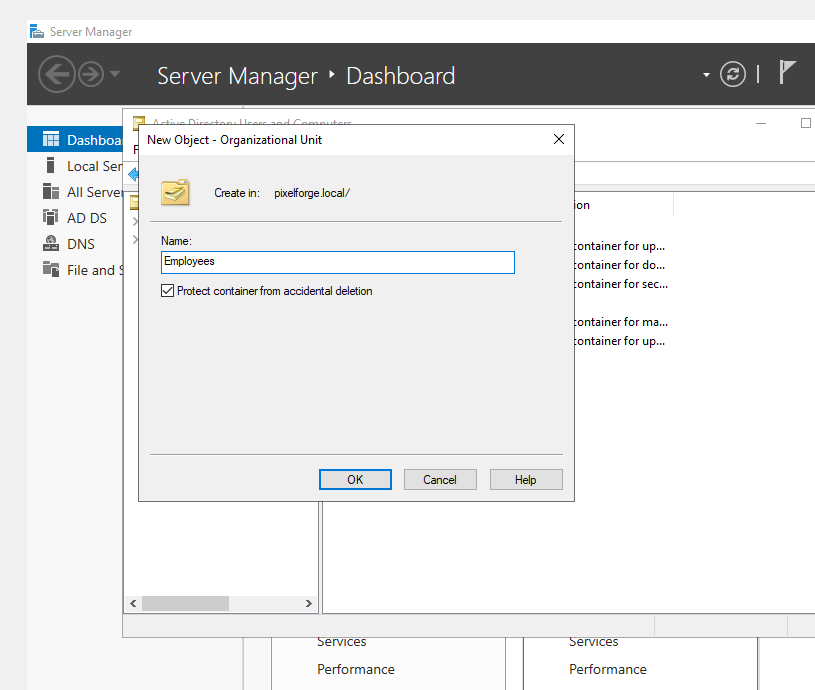 Server Manager
Server Manager Dashboard
Active Directory Users and Computers
New Object - Organizational Unit
Dashboa
Local Ser
All Server
AD DS
DNS
File and S
Create in: pixelforge.local/
Name:
Employees
Protect container from accidental deletion
OK
Cancel
Help
ion
container for up...
container for do...
container for sec...
container for ma...
container for up...
Services
Performance
Services
Performance